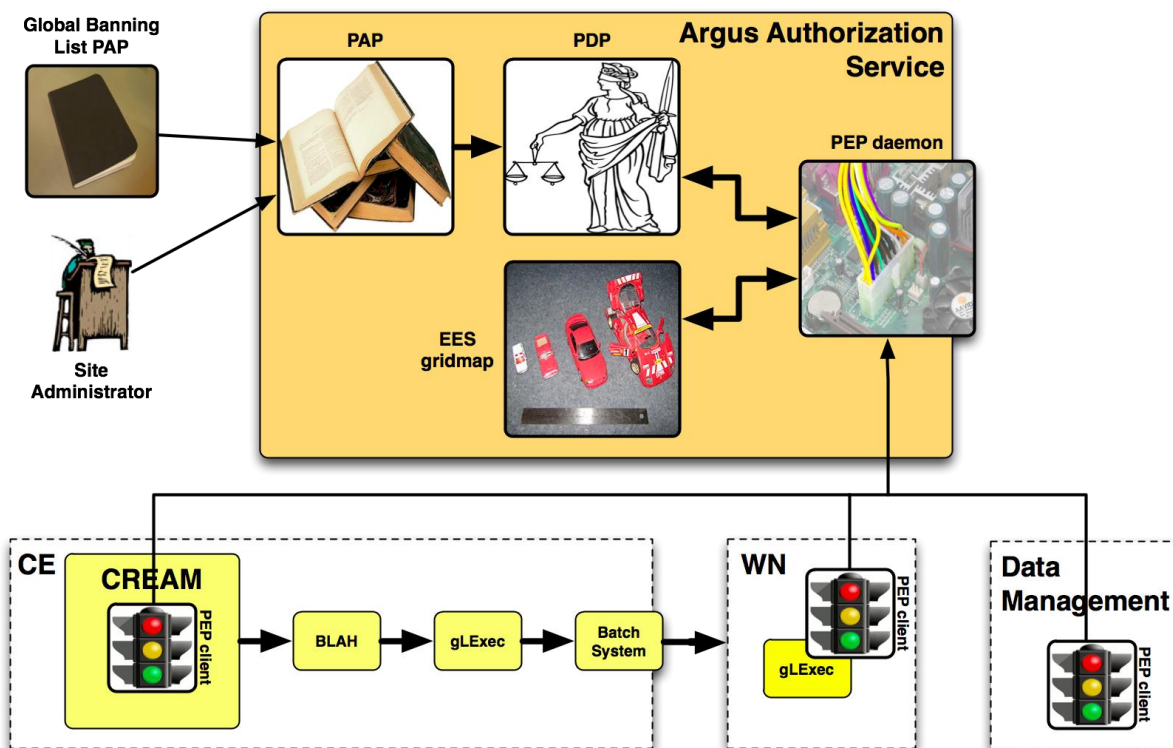 Global Banning
List PAP
PAP
PDP
Argus Authorization
Service
PEP daemon
EES
gridmap
Site
Administrator
CE
CREAM
PEP client
BLAH
gLExec
Batch
System
WN
PEP client
gLExec
Data
Management
PEP client